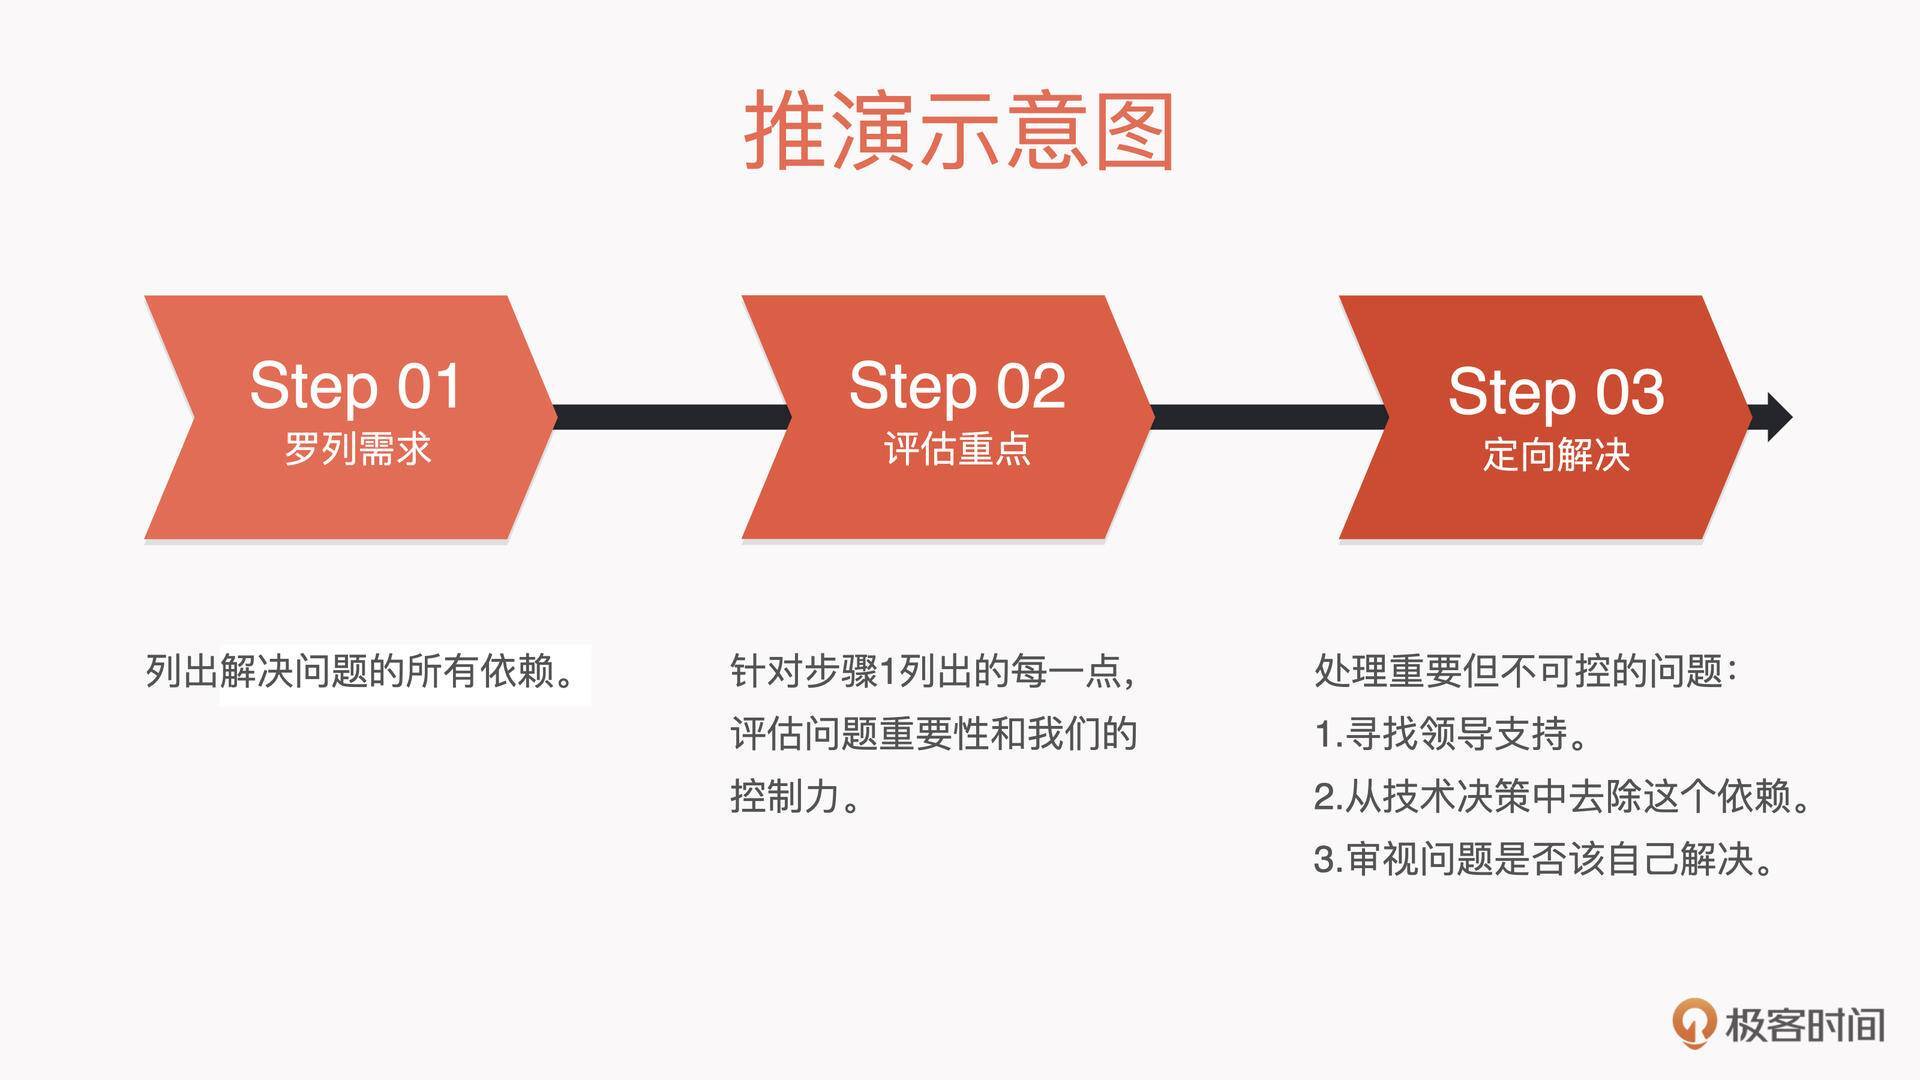 推演示意图
Step 01
罗列需求
Step 02
评估重点
Step 03
定向解决
列出解决问题的所有依赖。
针对步骤1列出的每一点，
评估问题重要性和我们的
控制力。
处理重要但不可控的问题：
1.寻找领导支持。
2.从技术决策中去除这个依赖。
3.审视问题是否该自己解决。
极客时间